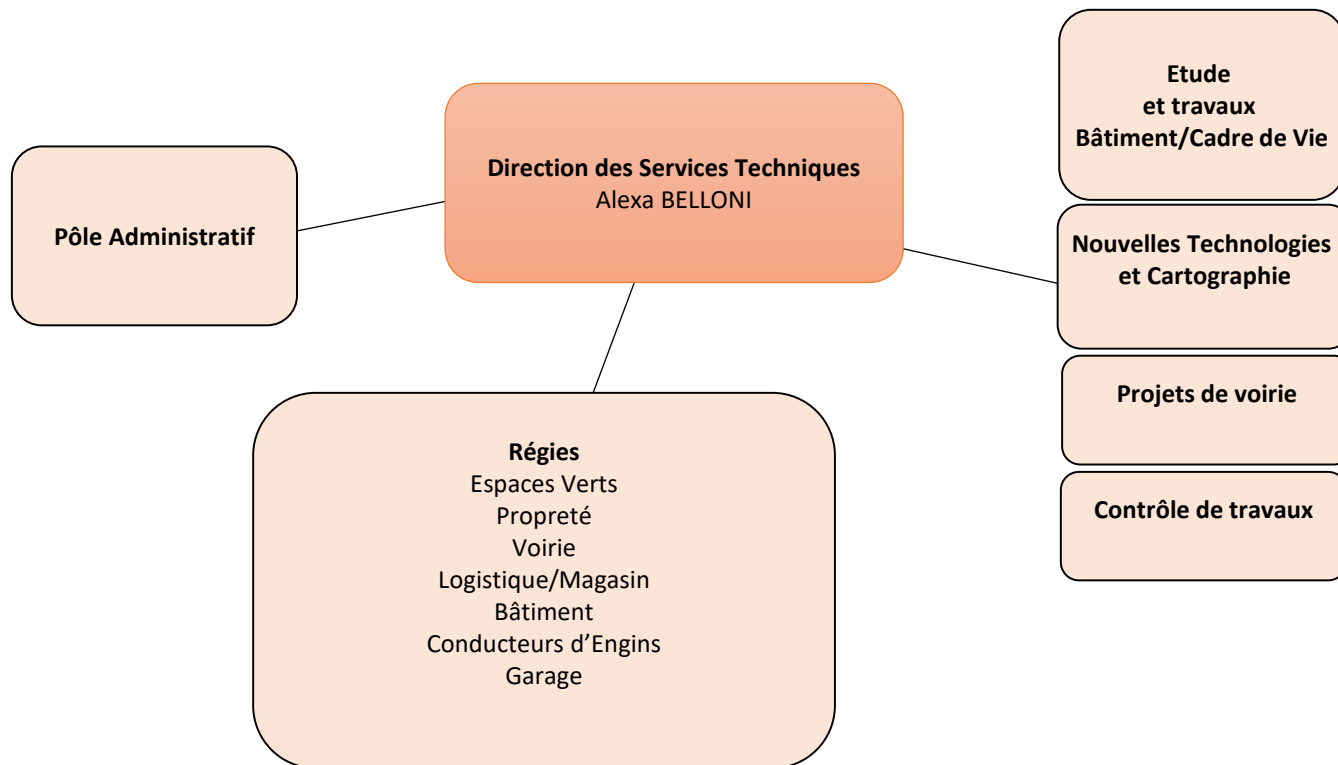 Etude
et travaux
Bâtiment/Cadre de Vie
Direction des Services Techniques
Alexa BELLONI
Pôle Administratif
Nouvelles Technologies
et Cartographie
Projets de voirie
Contrôle de travaux
Régies
Espaces Verts
Propreté
Voirie
Logistique/Magasin
Bâtiment
Conducteurs d’Engins
Garage